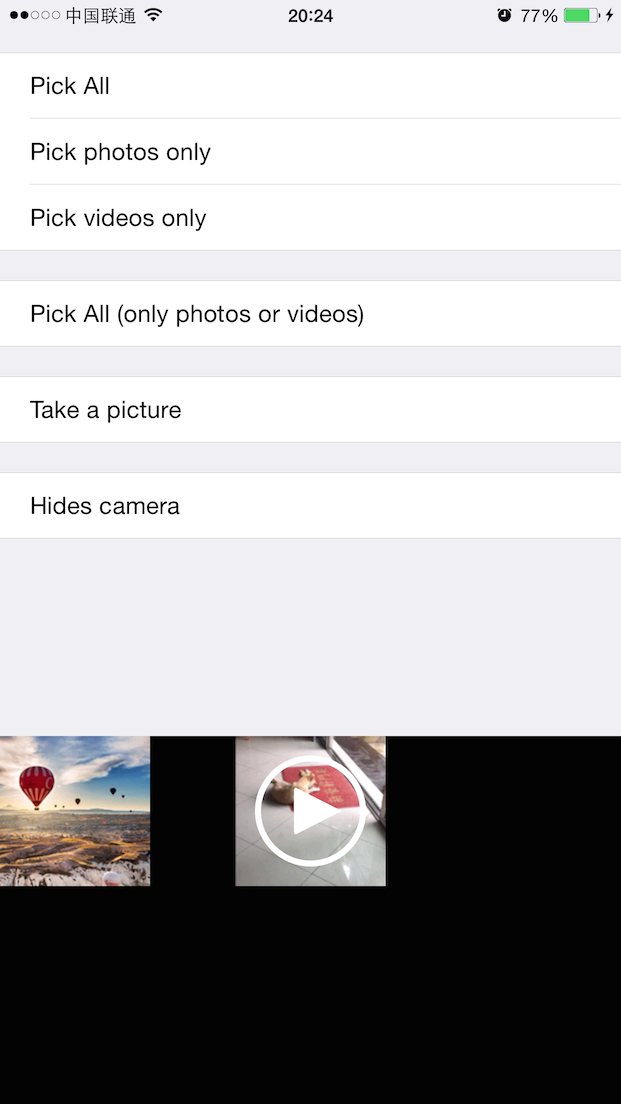 中国联通 20:24 77%
Pick All
Pick photos only
Pick videos only
Pick All (only photos or videos)
Take a picture
Hides camera